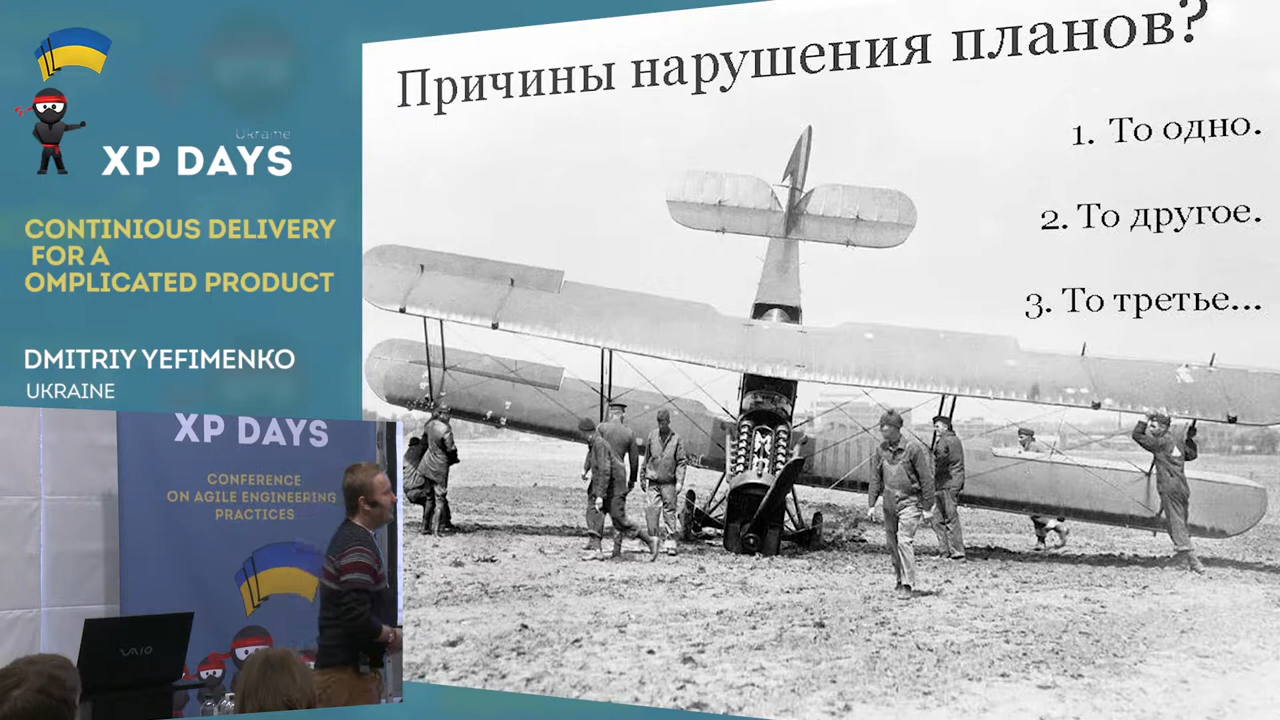 Ukraine
XP DAYS
CONTINIOUS DELIVERY
FOR A
OMPLICATED PRODUCT
DMITRIY YEFIMENKO
UKRAINE
XP DAYS
CONFERENCE
ON AGILE ENGINEERING
PRACTICES
VAIO
Причины нарушения планов?
1. То одно.
2. То другое.
3. То третье...